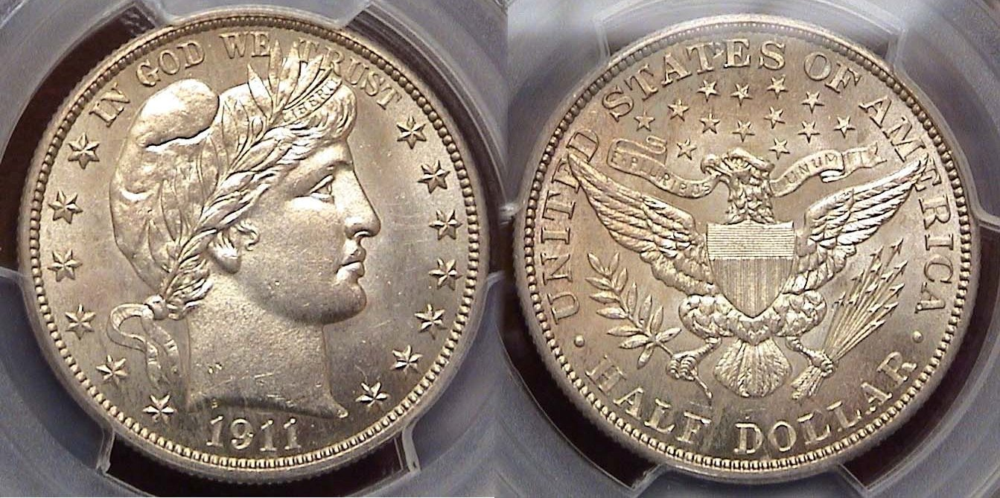 IN GOD WE TRUST
LIBERTY
1911
UNITED STATES OF AMERICA
E PLURIBUS UNUM
HALF DOLLAR